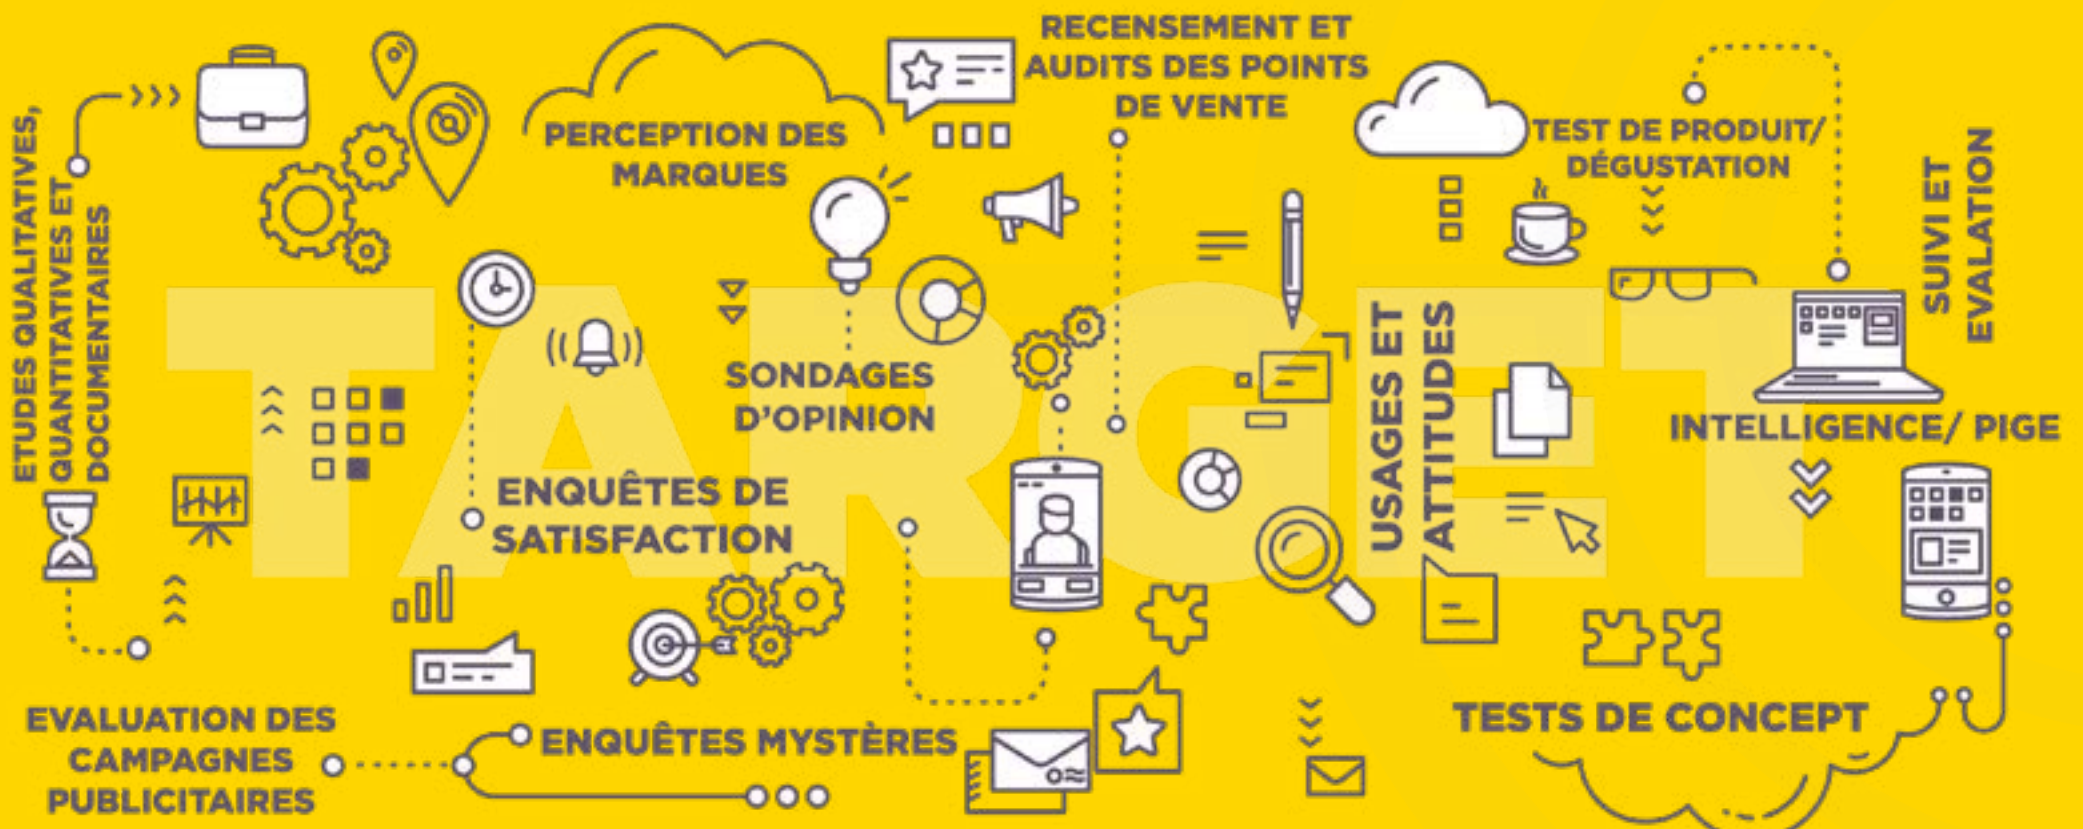 ETUDES QUALITATIVES,
QUANTITATIVES ET
DOCUMENTAIRES
PERCEPTION DES
MARQUES
RECENSEMENT ET
AUDITS DES POINTS
DE VENTE
TEST DE PRODUIT/
DÉGUSTATION
SUIVI ET
EVALATION
TARGET
SONDAGES
D'OPINION
USAGES ET
ATTITUDES
INTELLIGENCE/ PIGE
ENQUÊTES DE
SATISFACTION
EVALUATION DES
CAMPAGNES
PUBLICITAIRES
ENQUÊTES MYSTÈRES
TESTS DE CONCEPT